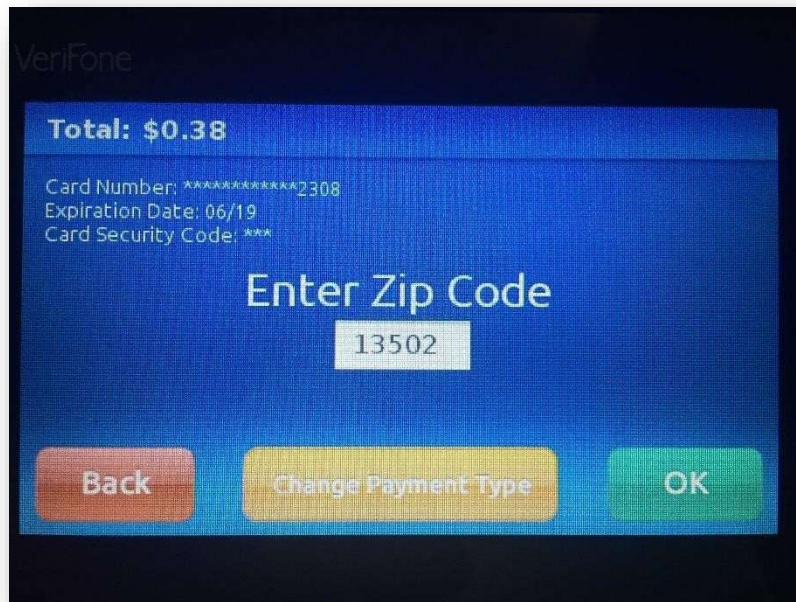 VeriFone
Total: $0.38
Card Number: ************2308
Expiration Date: 06/19
Card Security Code: ***
Enter Zip Code
13502
Back
Change Payment Type
OK